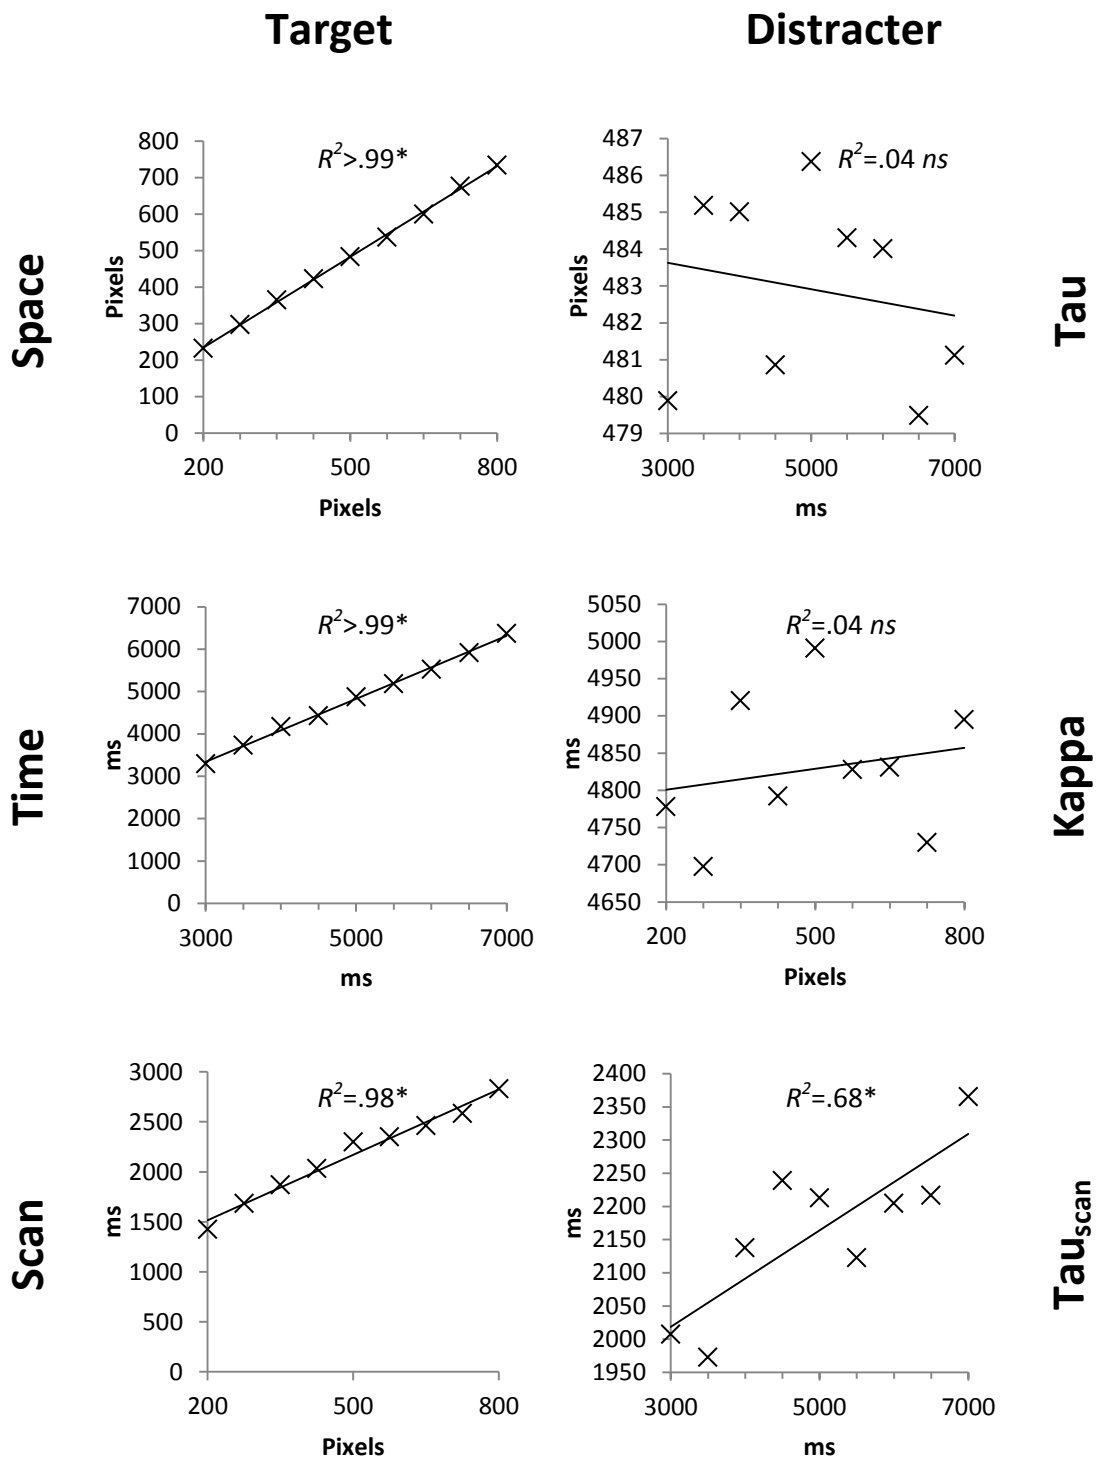 Target
Distracter
Space
Pixels
800
700
600
500
400
300
200
100
0
R²>.99*
200 500 800
Pixels
Pixels
487
486
485
484
483
482
481
480
479
R²=.04 ns
3000 5000 7000
ms
Tau
Time
ms
7000
6000
5000
4000
3000
2000
1000
0
R²>.99*
3000 5000 7000
ms
ms
5050
5000
4950
4900
4850
4800
4750
4700
4650
R²=.04 ns
200 500 800
Pixels
Kappa
Scan
ms
3000
2500
2000
1500
1000
500
0
R²=.98*
200 500 800
Pixels
ms
2400
2350
2300
2250
2200
2150
2100
2050
2000
1950
R²=.68*
3000 5000 7000
ms
Tauscan